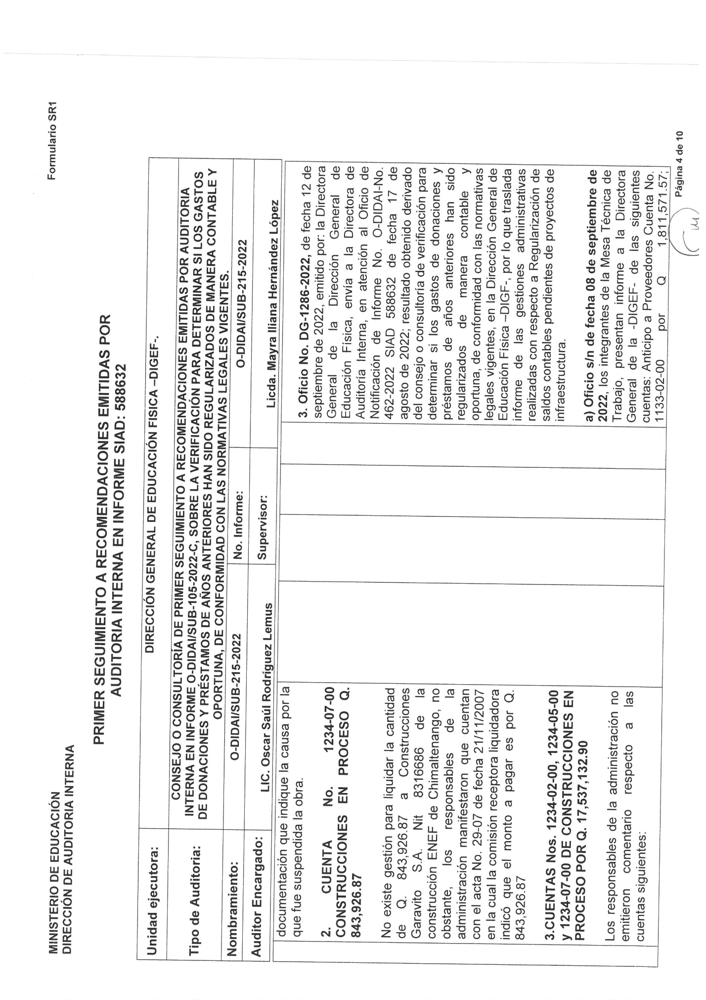 Formulario SR1
MINISTERIO DE EDUCACIÓN
DIRECCIÓN DE AUDITORIA INTERNA
PRIMER SEGUIMIENTO A RECOMENDACIONES EMITIDAS POR
AUDITORIA INTERNA EN INFORME SIAD: 588632
Unidad ejecutora:
DIRECCIÓN GENERAL DE EDUCACIÓN FISICA –DIGEF-.
Tipo de Auditoria:
CONSEJO O CONSULTORÍA DE PRIMER SEGUIMIENTO A RECOMENDACIONES EMITIDAS POR AUDITORIA
INTERNA EN INFORME O-DIDAI/SUB-105-2022-C, SOBRE LA VERIFICACIÓN PARA DETERMINAR SI LOS GASTOS
DE DONACIONES Y PRÉSTAMOS DE AÑOS ANTERIORES HAN SIDO REGULARIZADOS DE MANERA CONTABLE Y
OPORTUNA, DE CONFORMIDAD CON LAS NORMATIVAS LEGALES VIGENTES.
Nombramiento:
O-DIDAI/SUB-215-2022
No. Informe:
O-DIDAI/SUB-215-2022
Auditor Encargado:
LIC. Oscar Saúl Rodríguez Lemus
Supervisor:
Licda. Mayra Iliana Hernández López
documentación que indique la causa por la
que fue suspendida la obra.
2. CUENTA No. 1234-07-00
CONSTRUCCIONES EN PROCESO Q.
843,926.87
No existe gestión para liquidar la cantidad
de Q. 843,926.87 a Construcciones
Garavito S.A. Nit 8316686 de la
construcción ENEF de Chimaltenango, no
obstante, los responsables de la
administración manifestaron que cuentan
con el acta No. 29-07 de fecha 21/11/2007
en la cual la comisión receptora liquidadora
indicó que el monto a pagar es por Q.
843,926.87
3.CUENTAS Nos. 1234-02-00, 1234-05-00
y 1234-07-00 DE CONSTRUCCIONES EN
PROCESO POR Q. 17,537,132.90
Los responsables de la administración no
emitieron comentario respecto a las
cuentas siguientes:
3. Oficio No. DG-1286-2022, de fecha 12 de
septiembre de 2022, emitido por: la Directora
General de la Dirección General de
Educación Física, envía a la Directora de
Auditoría Interna, en atención al Oficio de
Notificación de Informe No. O-DIDAI-No.
462-2022 SIAD 588632 de fecha 17 de
agosto de 2022; resultado obtenido derivado
del consejo o consultoría de verificación para
determinar si los gastos de donaciones y
préstamos de años anteriores han sido
regularizados de manera contable y
oportuna, de conformidad con las normativas
legales vigentes, en la Dirección General de
Educación Física –DIGF-, por lo que traslada
informe de las gestiones administrativas
realizadas con respecto a Regularización de
saldos contables pendientes de proyectos de
infraestructura.
a) Oficio s/n de fecha 08 de septiembre de
2022, los integrantes de la Mesa Técnica de
Trabajo, presentan informe a la Directora
General de la -DIGEF- de las siguientes
cuentas: Anticipo a Proveedores Cuenta No.
1133-02-00 por Q 1,811,571.57;
Página 4 de 10